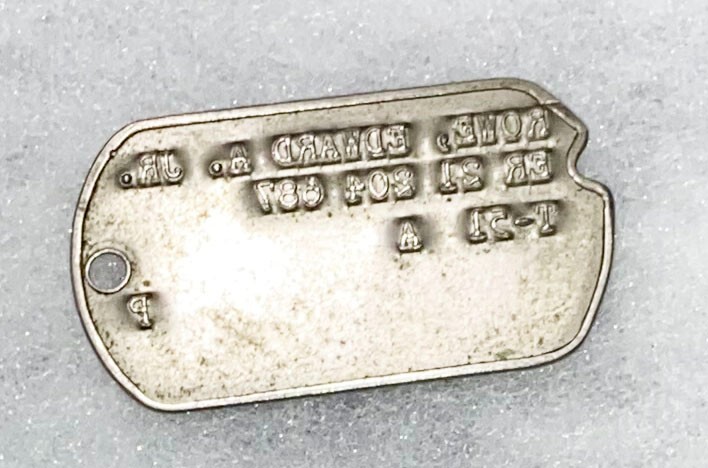 ROWE, EDWARD A. JR.
ER 21 204 687
T-51 A
P